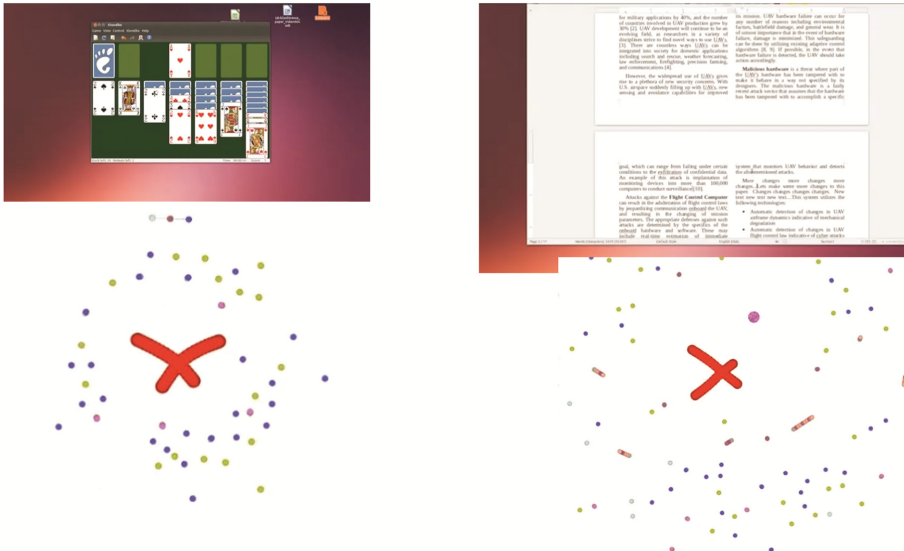 for military applications by 40%, and the number
of countries involved in UAV production grew by
30% [2]. UAV development will continue to be an
evolving field, as researchers in a variety of
disciplines strive to find novel ways to use UAVs
[3]. There are countless ways UAVs can be
integrated into society for domestic applications
including search and rescue, weather forecasting,
law enforcement, firefighting, precision farming,
and communications [4].
However, the widespread use of UAVs gives
rise to a plethora of new security concerns. With
U.S. airspace suddenly filling up with UAVs, new
sensing and avoidance capabilities for improved
its mission. UAV hardware failure can occur for
any number of reasons including environmental
factors, battlefield damage, and general wear. It is
of utmost importance that in the event of hardware
failure, damage is minimized. This safeguarding
can be done by utilizing existing adaptive control
algorithms [8, 9]. If possible, in the event that
hardware failure is detected, the UAV should take
action accordingly.
Malicious hardware is a threat where part of
the UAV's hardware has been tampered with to
make it behave in a way not specified by its
designers. The malicious hardware is a fairly
recent attack vector that assumes that the hardware
has been tampered with to accomplish a specific
goal, which can range from failing under certain
conditions to the exfiltration of confidential data.
An example of this attack is implantation of
monitoring devices into more than 100,000
computers to conduct surveillance[10].
Attacks against the Flight Control Computer
can result in the adulteration of flight control laws
by jeopardizing communication onboard the UAV,
and resulting in the changing of mission
parameters. The appropriate defenses against such
attacks are determined by the specifics of the
onboard hardware and software. These may
include real-time estimation of immediate
system that monitors UAV behavior and detects
the aforementioned attacks.
More changes more changes more
changes. Lets make some more changes to this
paper. Changes changes changes changes. New
text new text new text...This system utilizes the
following technologies:
• Automatic detection of changes in UAV
airframe dynamics indicative of mechanical
degradation
• Automatic detection of changes in UAV
flight control law indicative of cyber attacks